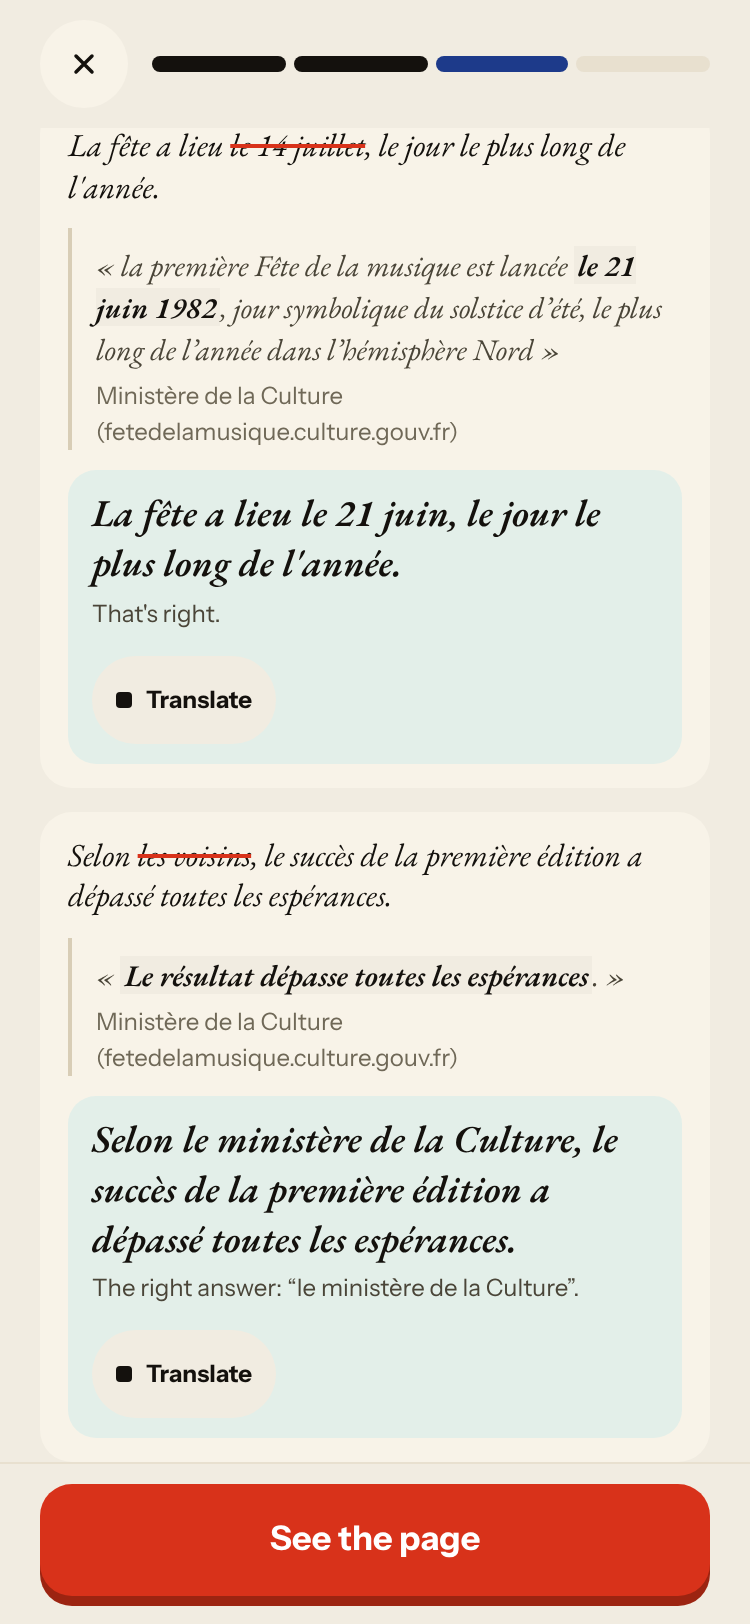 La fête a lieu le 14 juillet, le jour le plus long de
l'année.
« la première Fête de la musique est lancée le 21
juin 1982, jour symbolique du solstice d’été, le plus
long de l’année dans l’hémisphère Nord »
Ministère de la Culture
(fetedelamusique.culture.gouv.fr)
La fête a lieu le 21 juin, le jour le
plus long de l'année.
That's right.
Translate
Selon les voisins, le succès de la première édition a
dépassé toutes les espérances.
« Le résultat dépasse toutes les espérances. »
Ministère de la Culture
(fetedelamusique.culture.gouv.fr)
Selon le ministère de la Culture, le
succès de la première édition a
dépassé toutes les espérances.
The right answer: “le ministère de la Culture”.
Translate
See the page